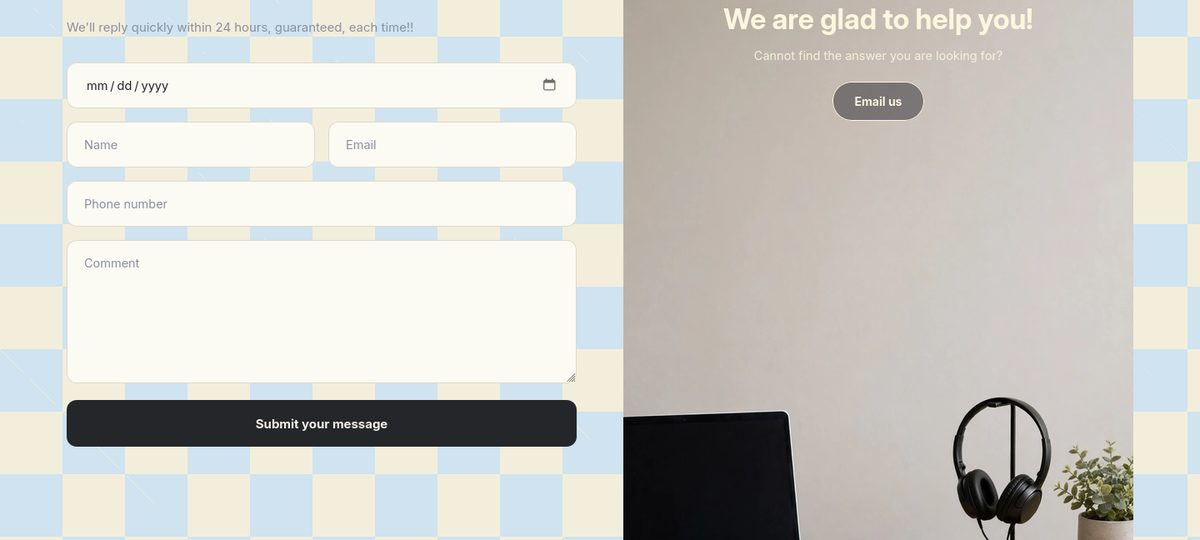 We'll reply quickly within 24 hours, guaranteed, each time!!
mm / dd / yyyy
Name
Email
Phone number
Comment
Submit your message
We are glad to help you!
Cannot find the answer you are looking for?
Email us